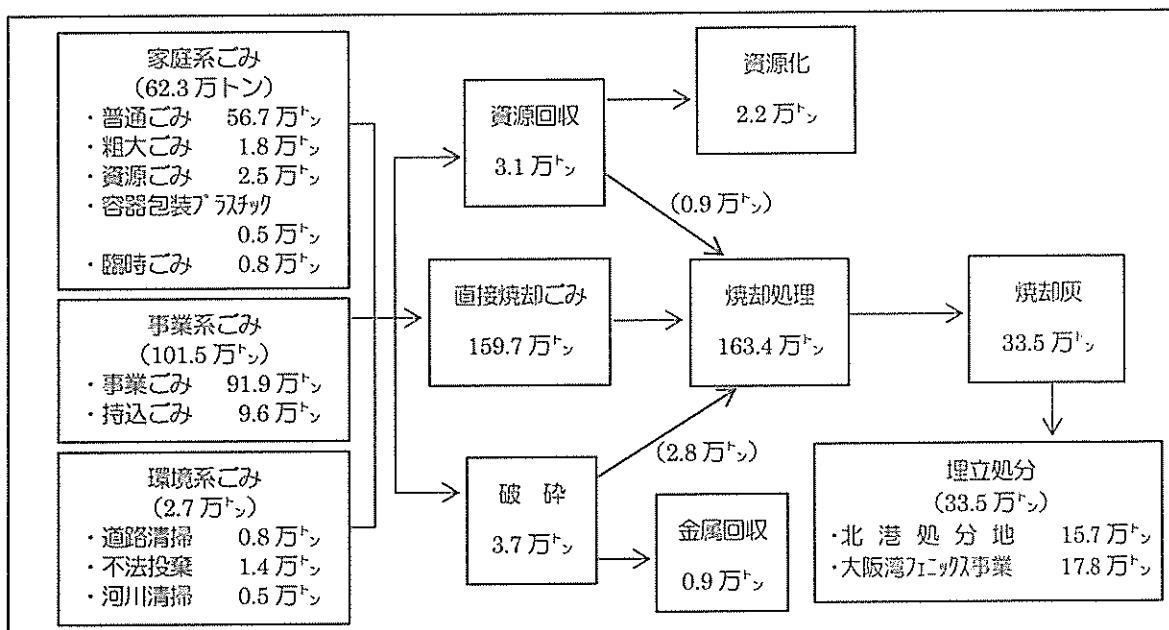 家庭系ごみ
(62.3万トン)
・普通ごみ 56.7万トン
・粗大ごみ 1.8万トン
・資源ごみ 2.5万トン
・容器包装プラスチック
0.5万トン
・臨時ごみ 0.8万トン
事業系ごみ
(101.5万トン)
・事業ごみ 91.9万トン
・持込ごみ 9.6万トン
環境系ごみ
(2.7万トン)
・道路清掃 0.8万トン
・不法投棄 1.4万トン
・河川清掃 0.5万トン
資源回収
3.1万トン
直接焼却ごみ
159.7万トン
破 砕
3.7万トン
資源化
2.2万トン
(0.9万トン)
焼却処理
163.4万トン
(2.8万トン)
金属回収
0.9万トン
焼却灰
33.5万トン
埋立処分
(33.5万トン)
・北港処分地 15.7万トン
・大阪湾フェニックス事業 17.8万トン